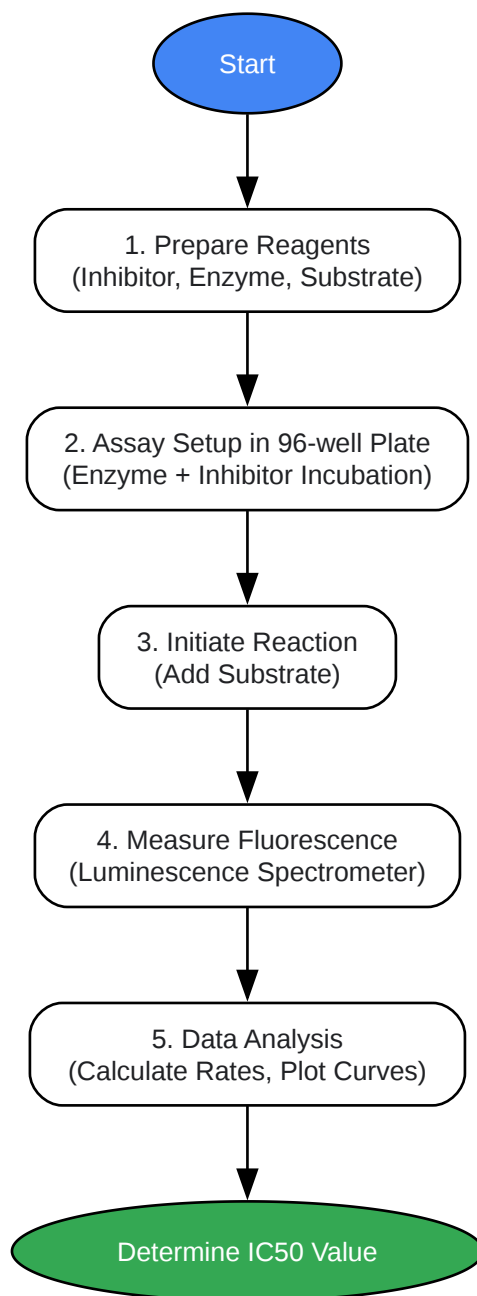 Start
1. Prepare Reagents
(Inhibitor, Enzyme, Substrate)
2. Assay Setup in 96-well Plate
(Enzyme + Inhibitor Incubation)
3. Initiate Reaction
(Add Substrate)
4. Measure Fluorescence
(Luminescence Spectrometer)
5. Data Analysis
(Calculate Rates, Plot Curves)
Determine IC50 Value